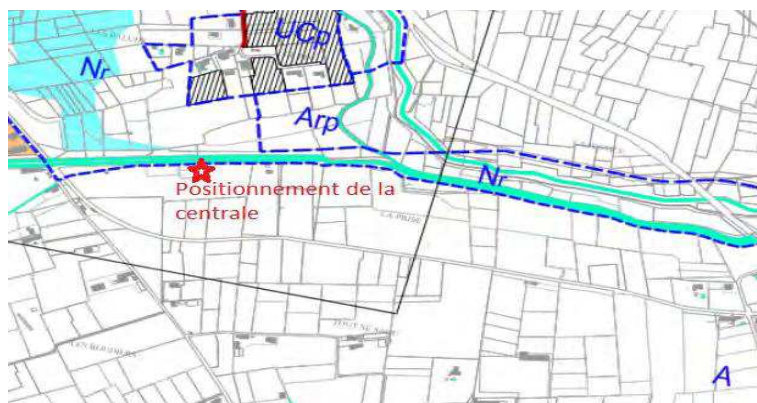 UCp
Nr
Arp
Nr
Positionnement de la
centrale
LA PRISE
A